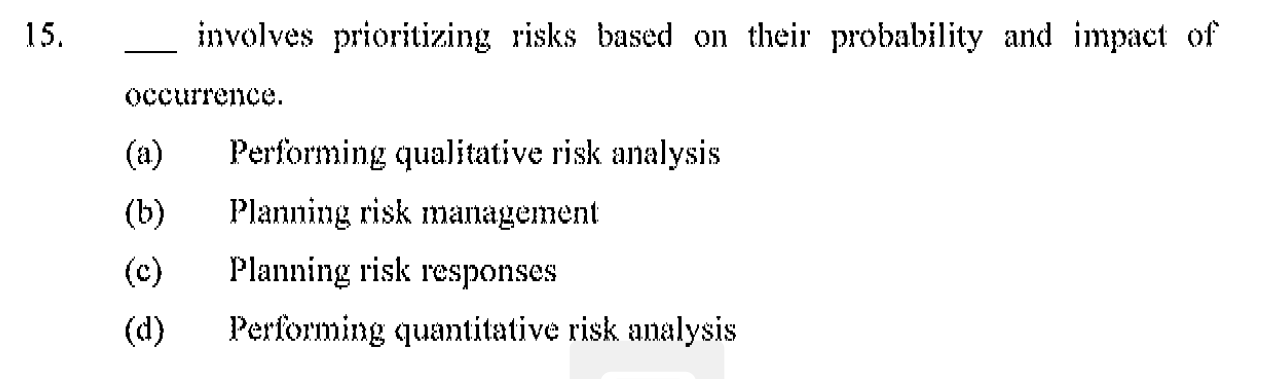 15. ___ involves prioritizing risks based on their probability and impact of
occurrence.
(a) Performing qualitative risk analysis
(b) Planning risk management
(c) Planning risk responses
(d) Performing quantitative risk analysis